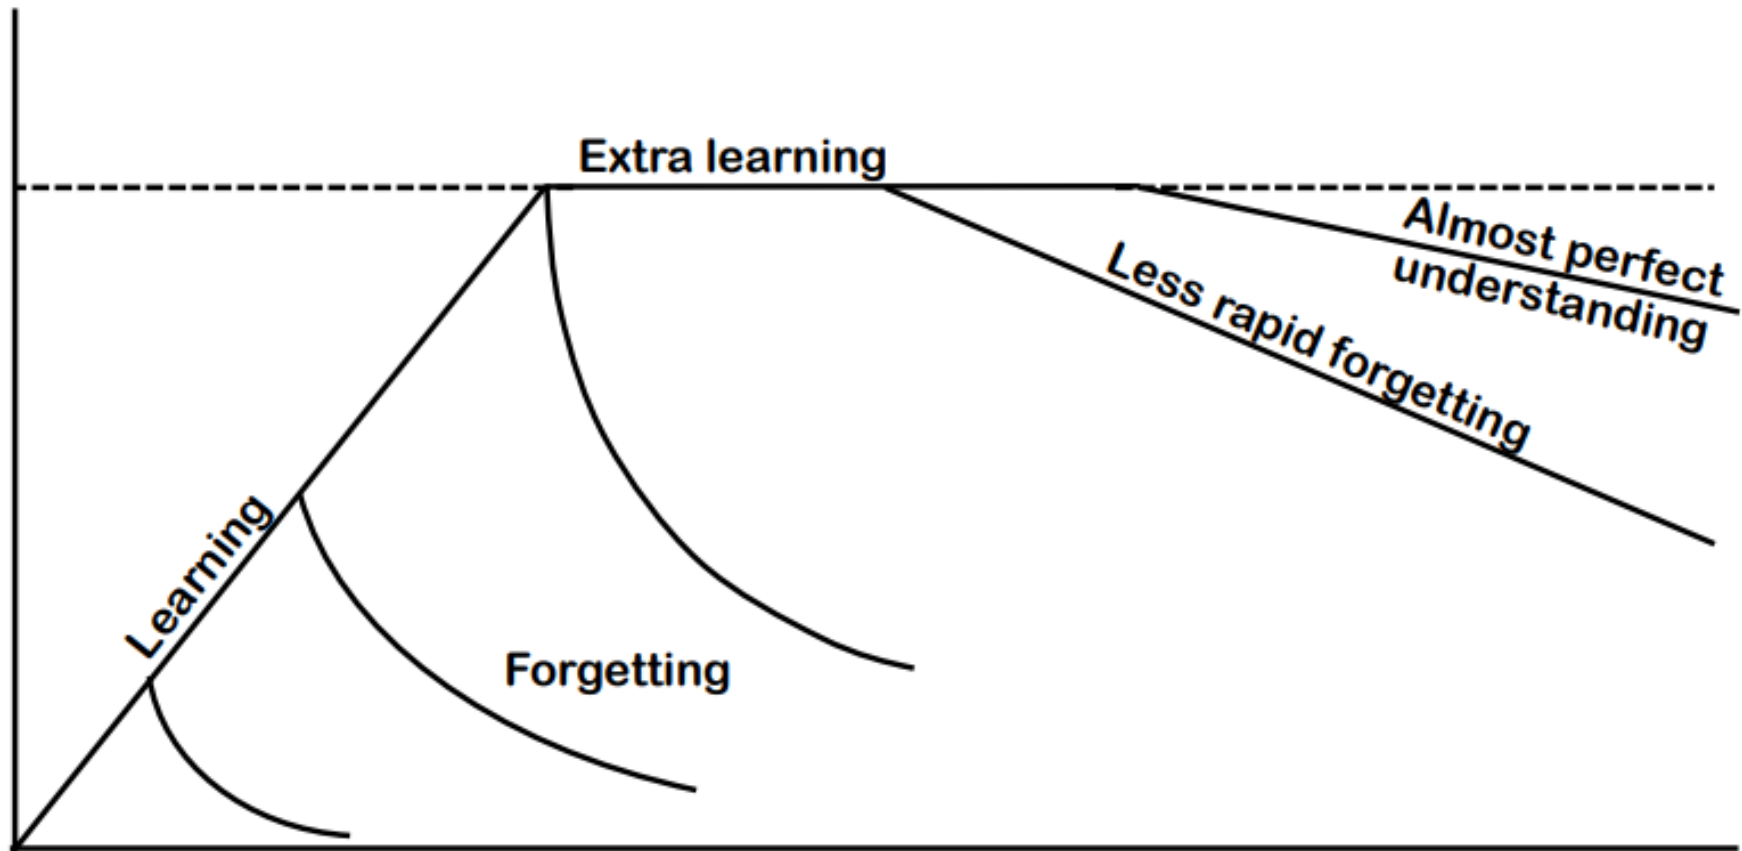 Extra learning
Almost perfect
understanding
Less rapid forgetting
Learning
Forgetting